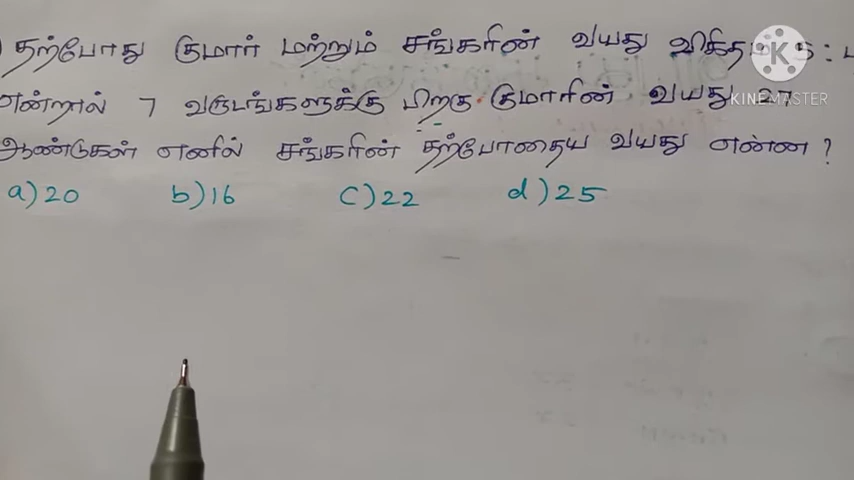 தற்போது குமார் மற்றும் சங்கரின் வயது விகிதம் 5 :
என்றால் 7 வருடங்களுக்கு பிறகு குமாரின் வயது 27
ஆண்டுகள் எனில் சங்கரின் தற்போதைய வயது என்ன ?
a) 20 b) 16 c) 22 d) 25
KINEMASTER